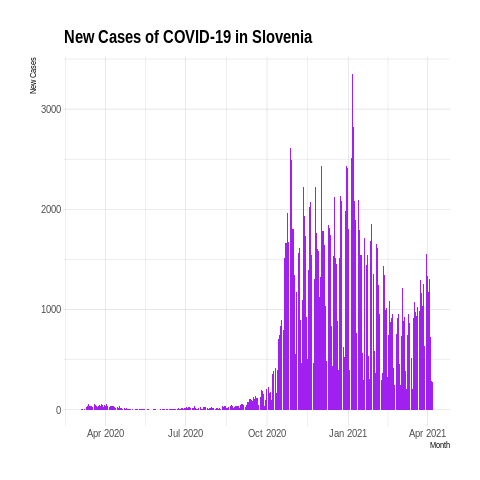 New Cases of COVID-19 in Slovenia
New Cases
3000
2000
1000
0
Apr 2020
Jul 2020
Oct 2020
Jan 2021
Apr 2021
Month